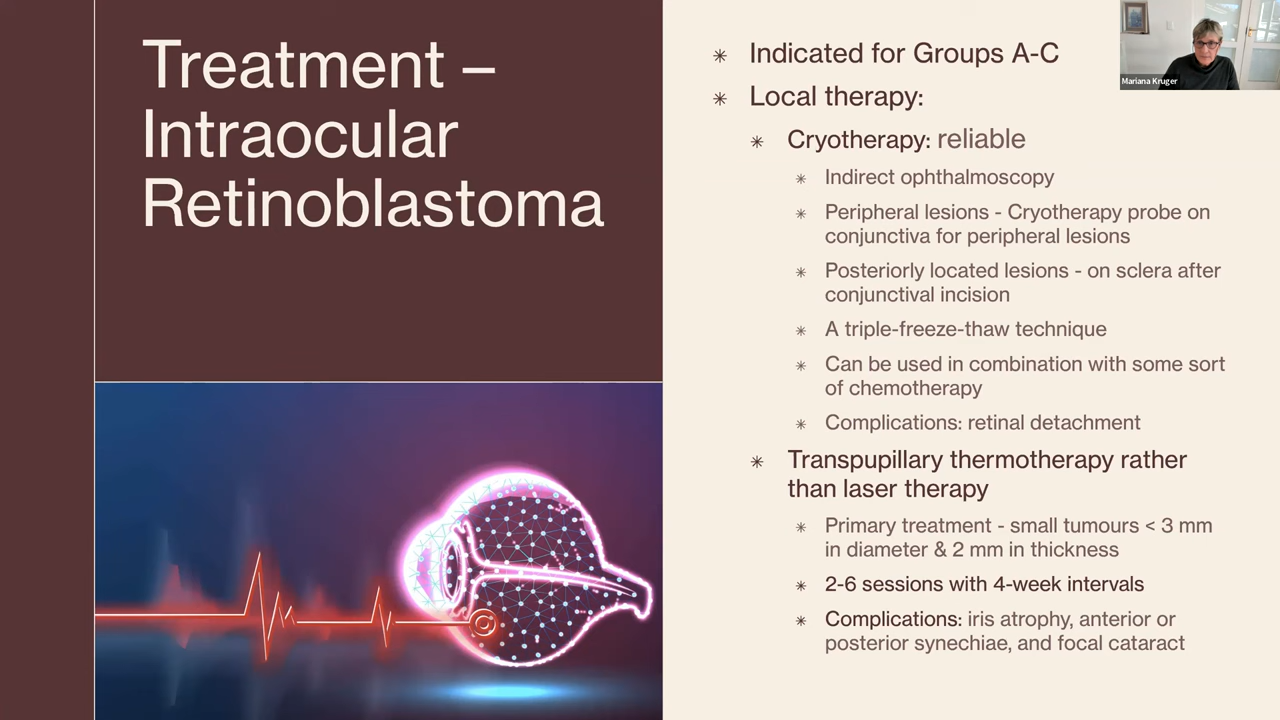 Treatment –
Intraocular
Retinoblastoma
* Indicated for Groups A-C
* Local therapy:
* Cryotherapy: reliable
* Indirect ophthalmoscopy
* Peripheral lesions - Cryotherapy probe on
conjunctiva for peripheral lesions
* Posteriorly located lesions - on sclera after
conjunctival incision
* A triple-freeze-thaw technique
* Can be used in combination with some sort
of chemotherapy
* Complications: retinal detachment
* Transpupillary thermotherapy rather
than laser therapy
* Primary treatment - small tumours < 3 mm
in diameter & 2 mm in thickness
* 2-6 sessions with 4-week intervals
* Complications: iris atrophy, anterior or
posterior synechiae, and focal cataract
Mariana Kruger